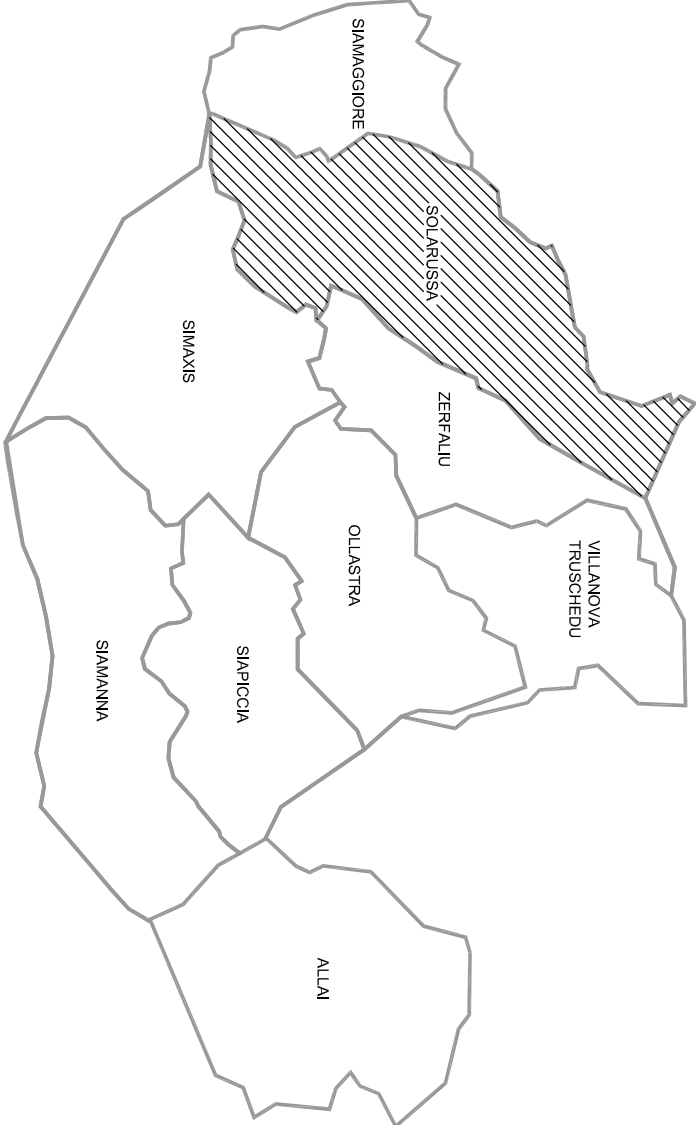 SIAMAGGIORE
SOLARUSSA
SIMAXIS
ZERFALIU
OLLASTRA
VILLANOVA
TRUSCHEDU
SIAMANNA
SIAPICCIA
ALLAI